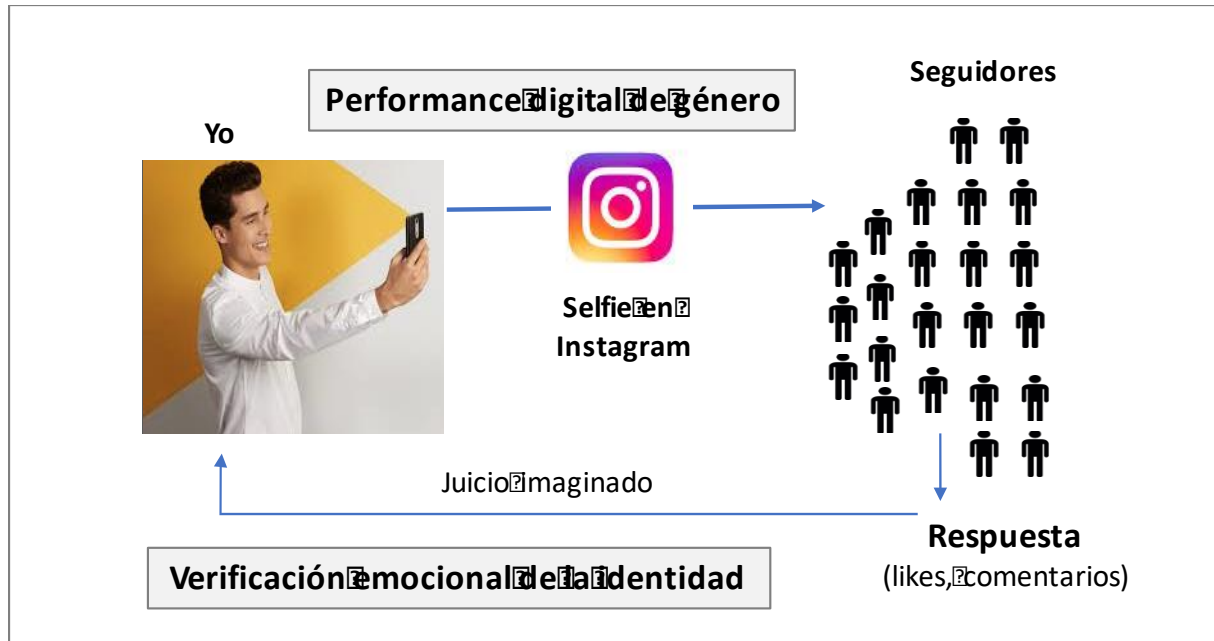 Performance digital de género
Seguidores
Yo
Selfie en
Instagram
Juicio imaginado
Respuesta
(likes, comentarios)
Verificación emocional de la identidad